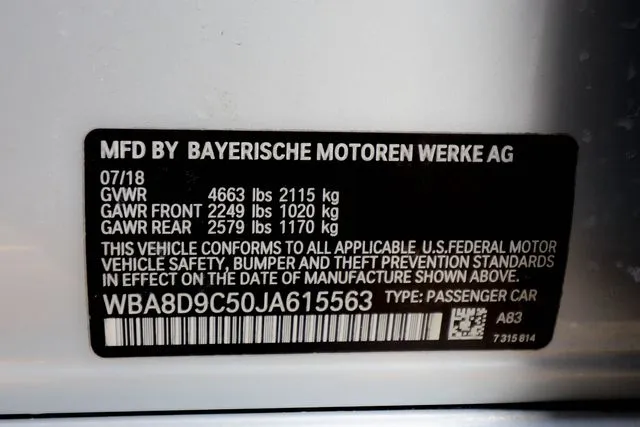 MFD BY BAYERISCHE MOTOREN WERKE AG
07/18
GVWR 4663 lbs 2115 kg
GAWR FRONT 2249 lbs 1020 kg
GAWR REAR 2579 lbs 1170 kg
THIS VEHICLE CONFORMS TO ALL APPLICABLE U.S.FEDERAL MOTOR
VEHICLE SAFETY, BUMPER AND THEFT PREVENTION STANDARDS
IN EFFECT ON THE DATE OF MANUFACTURE SHOWN ABOVE.
WBA8D9C50JA615563 TYPE: PASSENGER CAR
A83
7 315 814